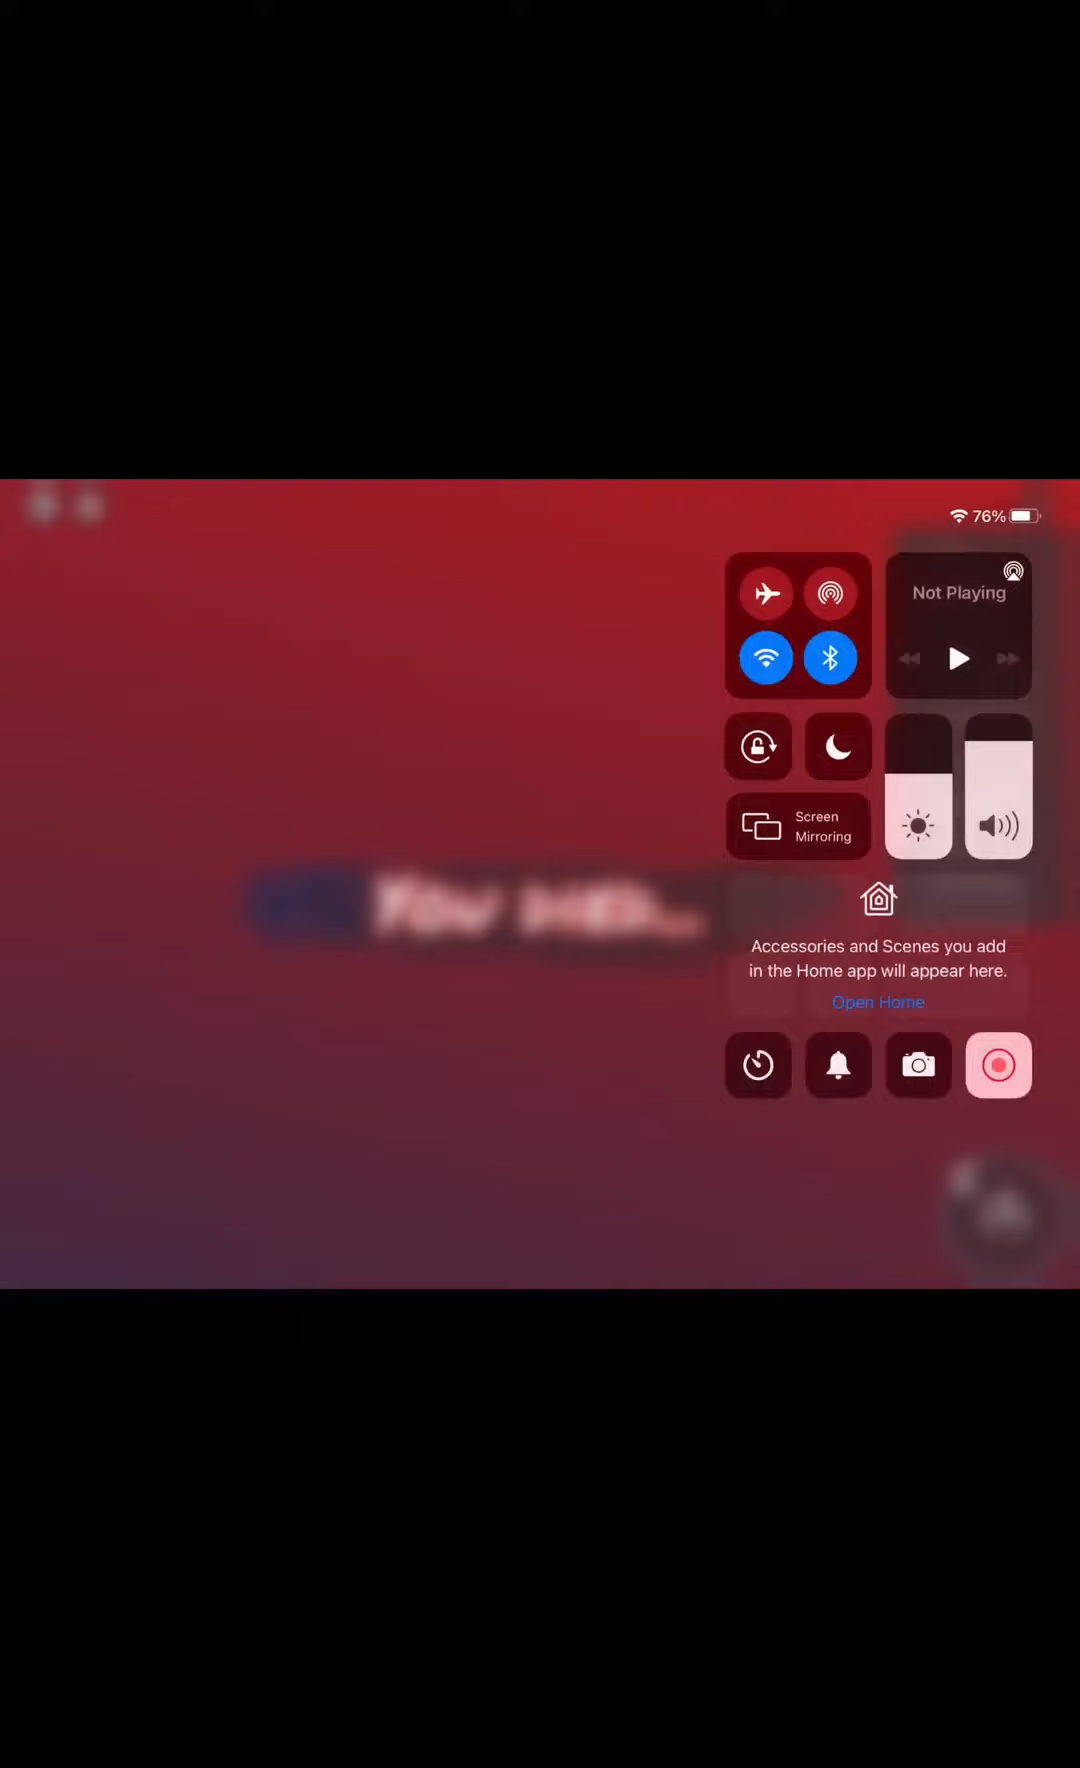 76%
Not Playing
Screen
Mirroring
Accessories and Scenes you add
in the Home app will appear here.
Open Home